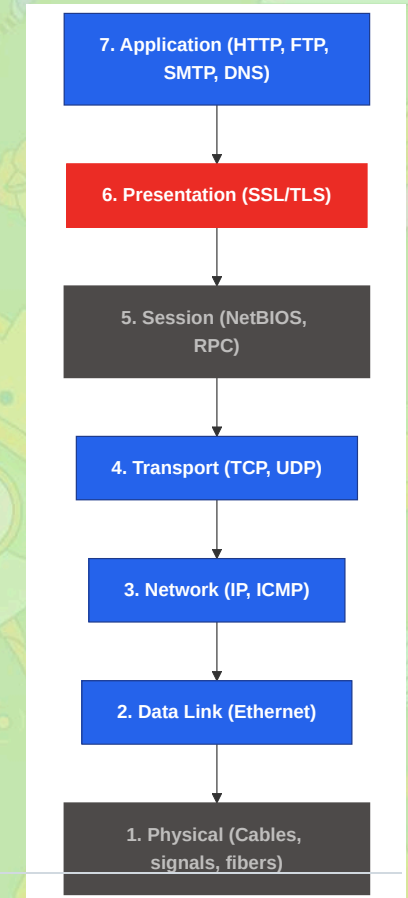 7. Application (HTTP, FTP,
SMTP, DNS)
6. Presentation (SSL/TLS)
5. Session (NetBIOS,
RPC)
4. Transport (TCP, UDP)
3. Network (IP, ICMP)
2. Data Link (Ethernet)
1. Physical (Cables,
signals, fibers)